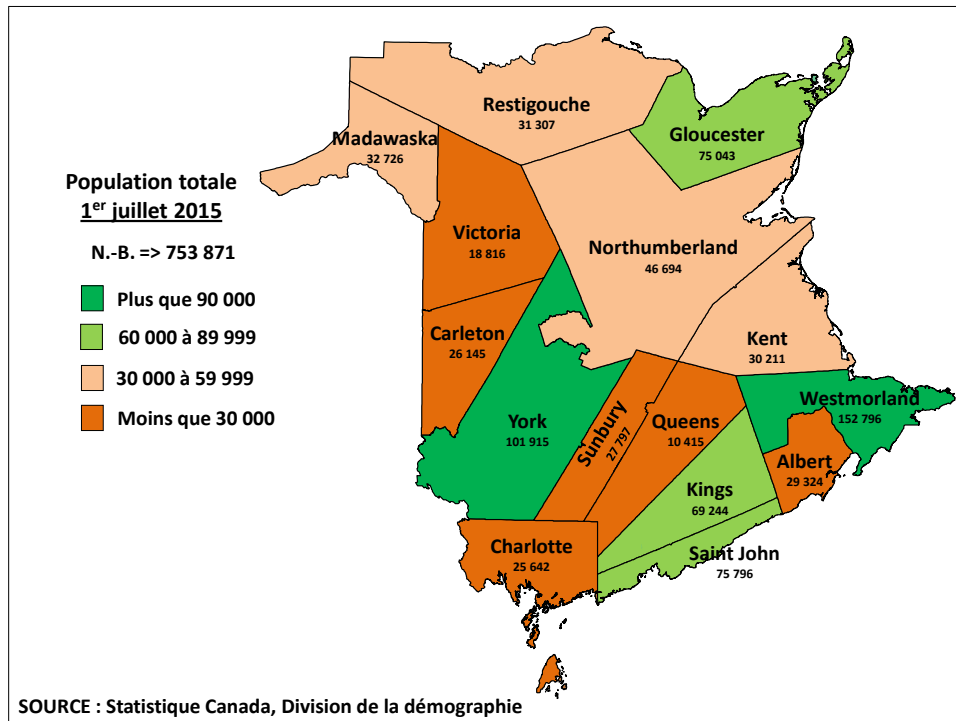 Restigouche
31 307
Gloucester
75 043
Madawaska
32 726
Population totale
1er juillet 2015
N.-B. => 753 871
Plus que 90 000
60 000 à 89 999
30 000 à 59 999
Moins que 30 000
Victoria
18 816
Northumberland
46 694
Carleton
26 145
Kent
30 211
York
101 915
Sunbury
27 797
Queens
10 415
Westmorland
152 796
Albert
29 324
Kings
69 244
Charlotte
25 642
Saint John
75 796
SOURCE : Statistique Canada, Division de la démographie